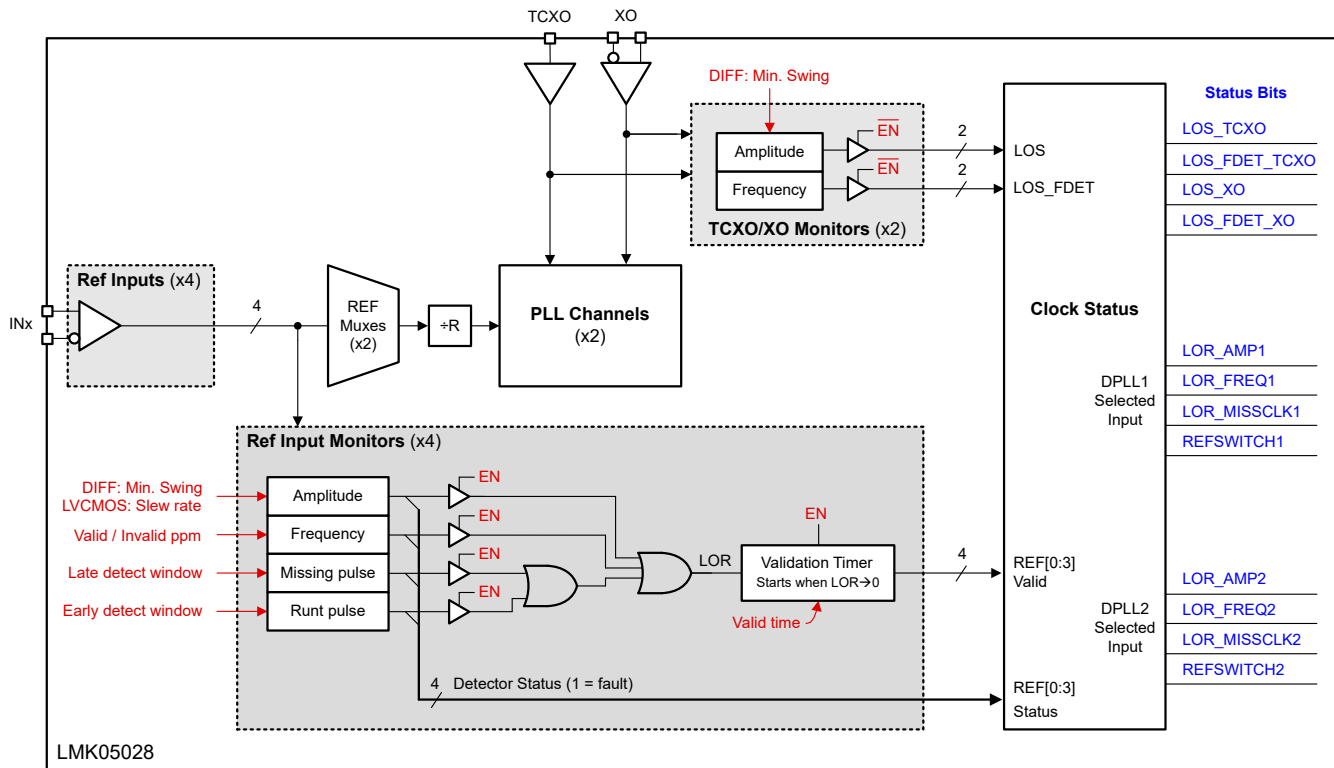 TCXO
XO
DIFF: Min. Swing
Status Bits
EN
LOS_TCXO
Amplitude
2
LOS
LOS_FDET_TCXO
EN
Frequency
2
LOS_FDET
LOS_XO
TCXO/XO Monitors (x2)
LOS_FDET_XO
Ref Inputs (x4)
INx
4
REF
Muxes
(x2)
÷R
PLL Channels
(x2)
Clock Status
LOR_AMP1
DPLL1
Selected
Input
LOR_FREQ1
LOR_MISSCLK1
REFSWITCH1
Ref Input Monitors (x4)
DIFF: Min. Swing
LVCMOS: Slew rate
Amplitude
EN
Valid / Invalid ppm
Frequency
EN
Late detect window
Missing pulse
EN
Early detect window
Runt pulse
EN
LOR
EN
Validation Timer
Starts when LOR→0
Valid time
4
REF[0:3]
Valid
LOR_AMP2
DPLL2
Selected
Input
LOR_FREQ2
LOR_MISSCLK2
REFSWITCH2
4
Detector Status (1 = fault)
REF[0:3]
Status
LMK05028